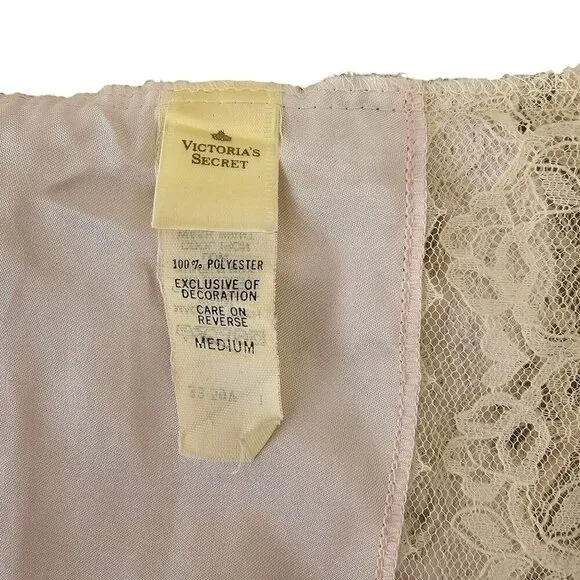 VICTORIA'S
SECRET
100% POLYESTER
EXCLUSIVE OF
DECORATION
CARE ON
REVERSE
MEDIUM